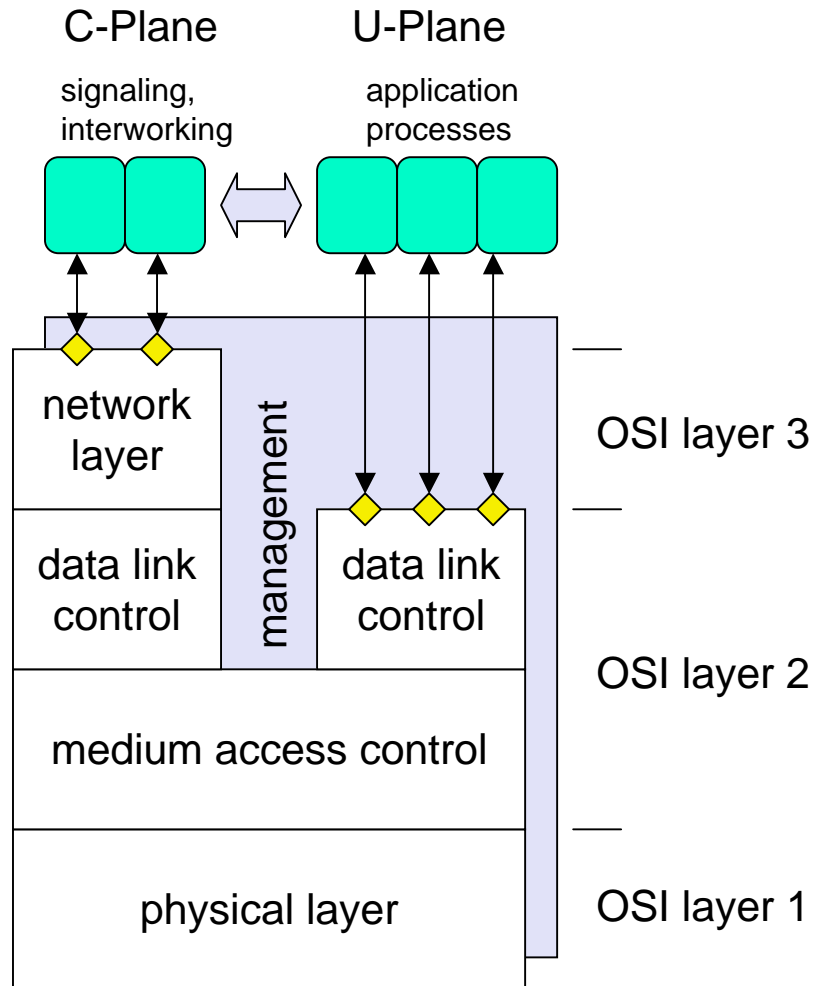 C-Plane
U-Plane
signaling,
interworking
application
processes
network
layer
management
OSI layer 3
data link
control
data link
control
OSI layer 2
medium access control
physical layer
OSI layer 1